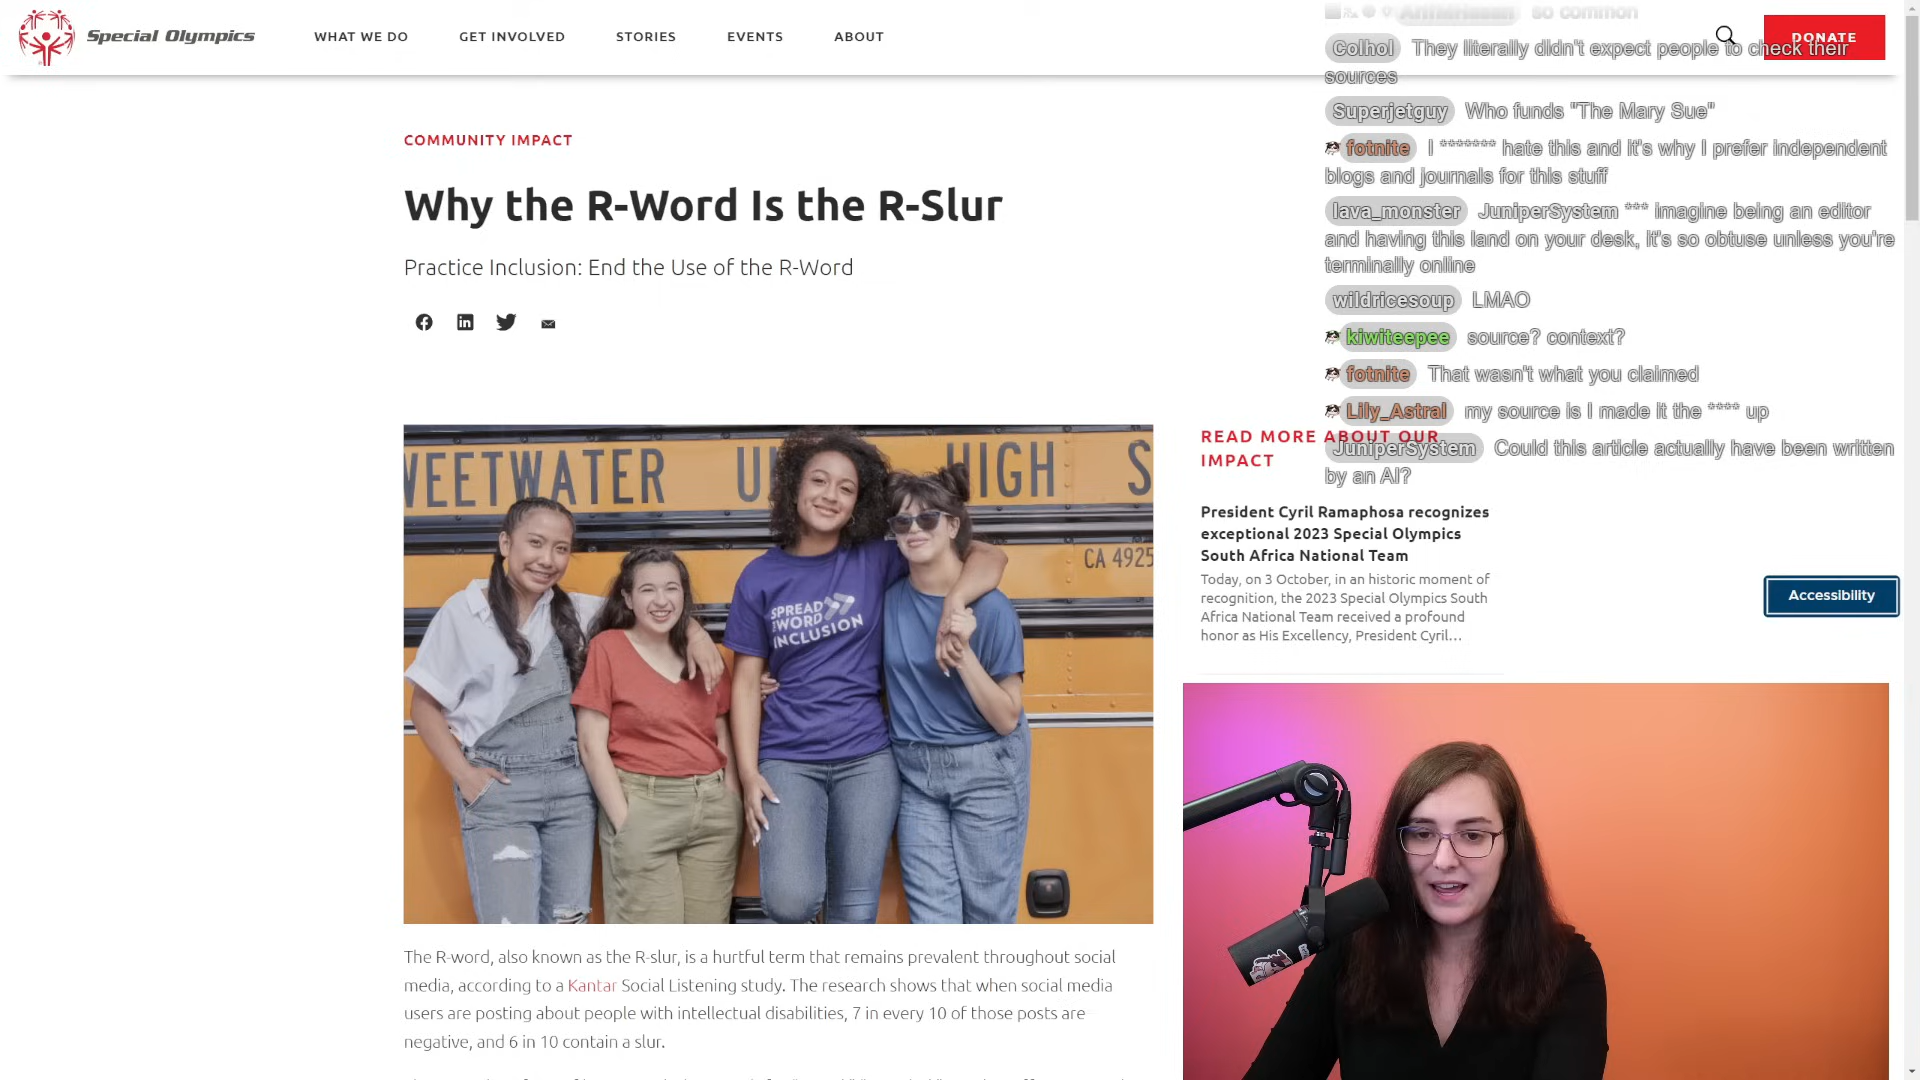 Special Olympics
WHAT WE DO
GET INVOLVED
STORIES
EVENTS
ABOUT
DONATE
COMMUNITY IMPACT
Why the R-Word Is the R-Slur
Practice Inclusion: End the Use of the R-Word
WEETWATER U HIGH S
CA 4925
SPREAD
THE WORD
INCLUSION
The R-word, also known as the R-slur, is a hurtful term that remains prevalent throughout social
media, according to a Kantar Social Listening study. The research shows that when social media
users are posting about people with intellectual disabilities, 7 in every 10 of those posts are
negative, and 6 in 10 contain a slur.
READ MORE ABOUT OUR
IMPACT
President Cyril Ramaphosa recognizes
exceptional 2023 Special Olympics
South Africa National Team
Today, on 3 October, in an historic moment of
recognition, the 2023 Special Olympics South
Africa National Team received a profound
honor as His Excellency, President Cyril...
Accessibility
so common
Colhol They literally didn't expect people to check their
sources
Superjetguy Who funds "The Mary Sue"
fotnite I ******* hate this and it's why I prefer independent
blogs and journals for this stuff
lava_monster JuniperSystem *** imagine being an editor
and having this land on your desk, it's so obtuse unless you're
terminally online
wildricesoup LMAO
kiwiteepee source? context?
fotnite That wasn't what you claimed
Lily_Astral my source is I made it the **** up
JuniperSystem Could this article actually have been written
by an AI?